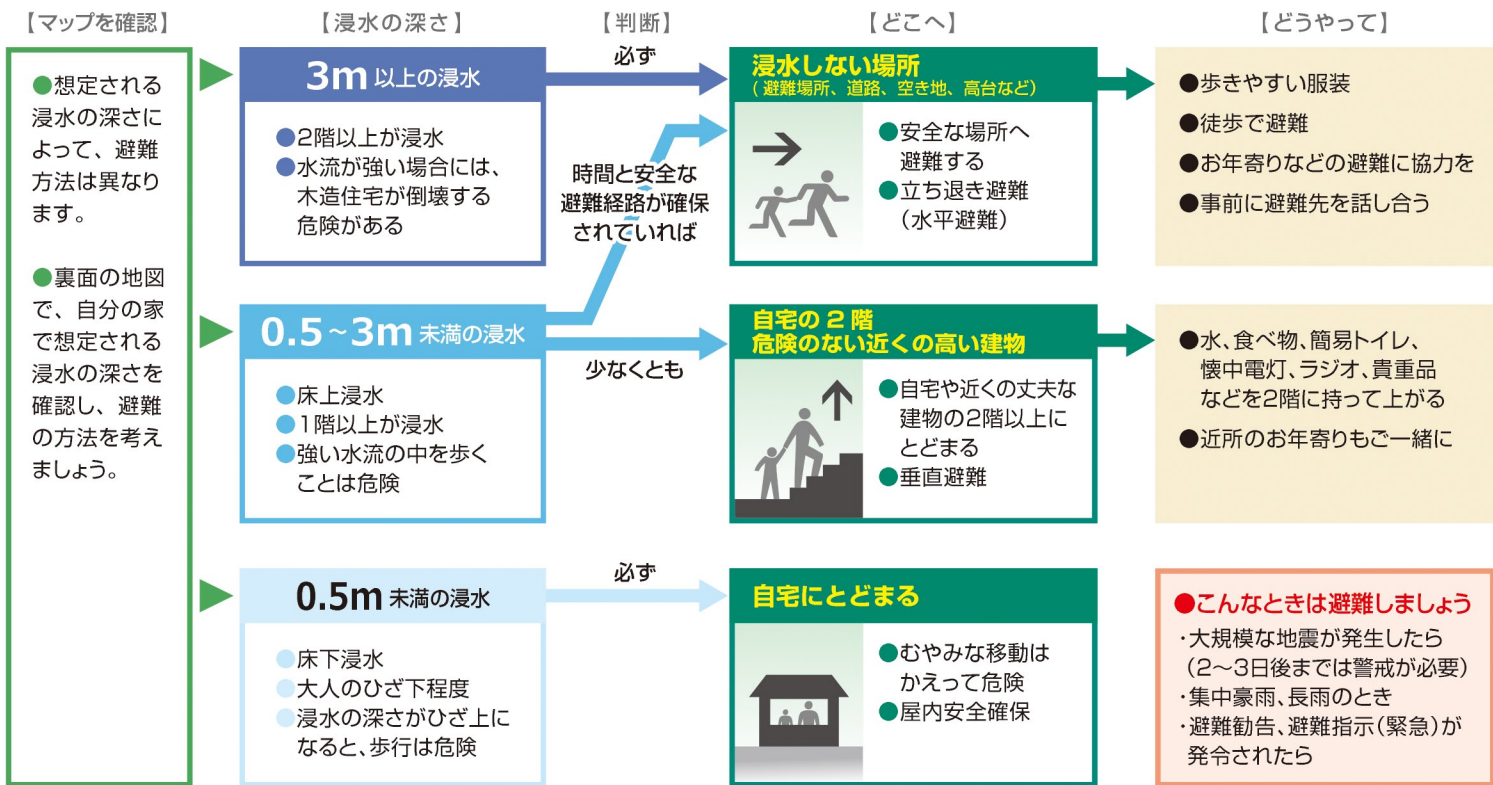 【マップを確認】
【浸水の深さ】
【判断】
【どこへ】
【どうやって】
●想定される
浸水の深さに
よって、避難
方法は異なり
ます。
●裏面の地図
で、自分の家
で想定される
浸水の深さを
確認し、避難
の方法を考え
ましょう。
3m 以上の浸水
●2階以上が浸水
●水流が強い場合には、
木造住宅が倒壊する
危険がある
必ず
浸水しない場所
(避難場所、道路、空き地、高台など)
●安全な場所へ
避難する
●立ち退き避難
(水平避難)
●歩きやすい服装
●徒歩で避難
●お年寄りなどの避難に協力を
●事前に避難先を話し合う
時間と安全な
避難経路が確保
されていれば
0.5~3m 未満の浸水
●床上浸水
●1階以上が浸水
●強い水流の中を歩く
ことは危険
少なくとも
自宅の2階
危険のない近くの高い建物
●自宅や近くの丈夫な
建物の2階以上に
とどまる
●垂直避難
●水、食べ物、簡易トイレ、
懐中電灯、ラジオ、貴重品
などを2階に持って上がる
●近所のお年寄りもご一緒に
0.5m 未満の浸水
●床下浸水
●大人のひざ下程度
●浸水の深さがひざ上に
なると、歩行は危険
必ず
自宅にとどまる
●むやみな移動は
かえって危険
●屋内安全確保
●こんなときは避難しましょう
・大規模な地震が発生したら
(2〜3日後までは警戒が必要)
・集中豪雨、長雨のとき
・避難勧告、避難指示(緊急)が
発令されたら